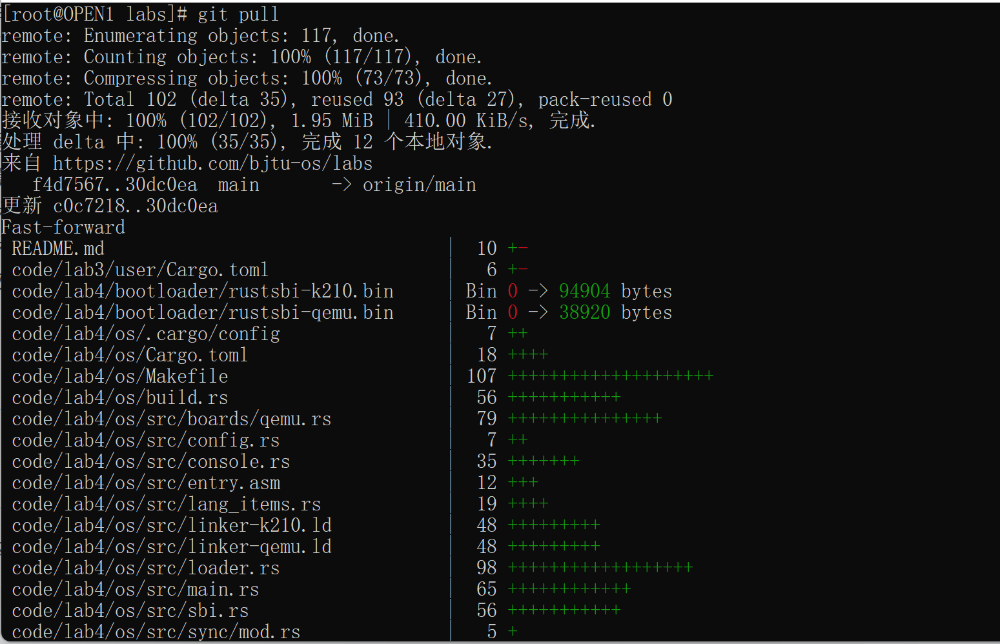 [root@OPEN1 labs]# git pull
remote: Enumerating objects: 117, done.
remote: Counting objects: 100% (117/117), done.
remote: Compressing objects: 100% (73/73), done.
remote: Total 102 (delta 35), reused 93 (delta 27), pack-reused 0
接收对象中: 100% (102/102), 1.95 MiB | 410.00 KiB/s, 完成.
处理 delta 中: 100% (35/35), 完成 12 个本地对象.
来自 https://github.com/bjtu-os/labs
   f4d7567..30dc0ea  main       -> origin/main
更新 c0c7218..30dc0ea
Fast-forward
 README.md                                 |  10 +-
 code/lab3/user/Cargo.toml                 |   6 +-
 code/lab4/bootloader/rustsbi-k210.bin     | Bin 0 -> 94904 bytes
 code/lab4/bootloader/rustsbi-qemu.bin     | Bin 0 -> 38920 bytes
 code/lab4/os/.cargo/config                |   7 ++
 code/lab4/os/Cargo.toml                   |  18 ++++
 code/lab4/os/Makefile                     | 107 ++++++++++++++++++++
 code/lab4/os/build.rs                     |  56 +++++++++++
 code/lab4/os/src/boards/qemu.rs           |  79 +++++++++++++++
 code/lab4/os/src/config.rs                |   7 ++
 code/lab4/os/src/console.rs               |  35 +++++++
 code/lab4/os/src/entry.asm                |  12 +++
 code/lab4/os/src/lang_items.rs            |  19 ++++
 code/lab4/os/src/linker-k210.ld           |  48 +++++++++
 code/lab4/os/src/linker-qemu.ld           |  48 +++++++++
 code/lab4/os/src/loader.rs                |  98 ++++++++++++++++++
 code/lab4/os/src/main.rs                  |  65 ++++++++++++
 code/lab4/os/src/sbi.rs                   |  56 +++++++++++
 code/lab4/os/src/sync/mod.rs              |   5 +